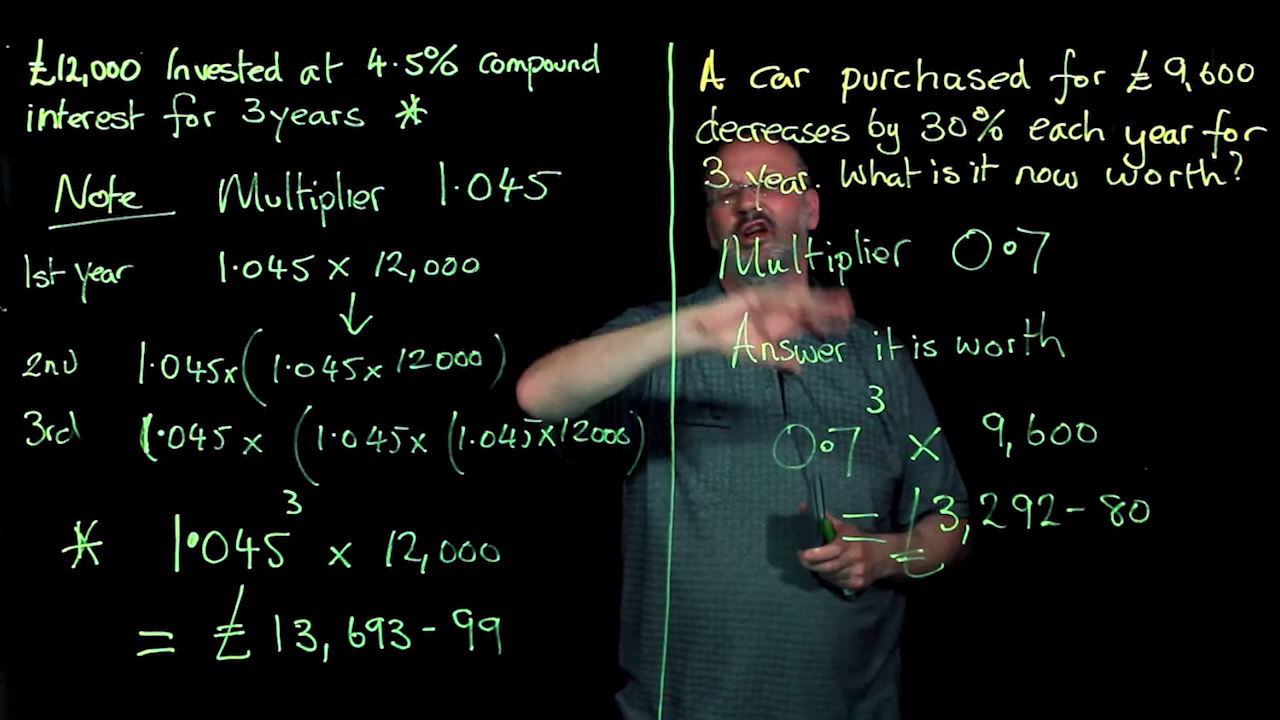 £12,000 Invested at 4.5% compound
interest for 3 years *
Note Multiplier 1.045
1st year 1.045 x 12,000
↓
2nd 1.045x(1.045x 12000)
3rd 1.045 x (1.045x (1.045x12000)
* 1.045³ x 12,000
= £13,693-99
A car purchased for £9,600
decreases by 30% each year for
3 year. What is it now worth?
Multiplier 0.7
Answer it is worth
0.7³ x 9,600
= £3,292-80